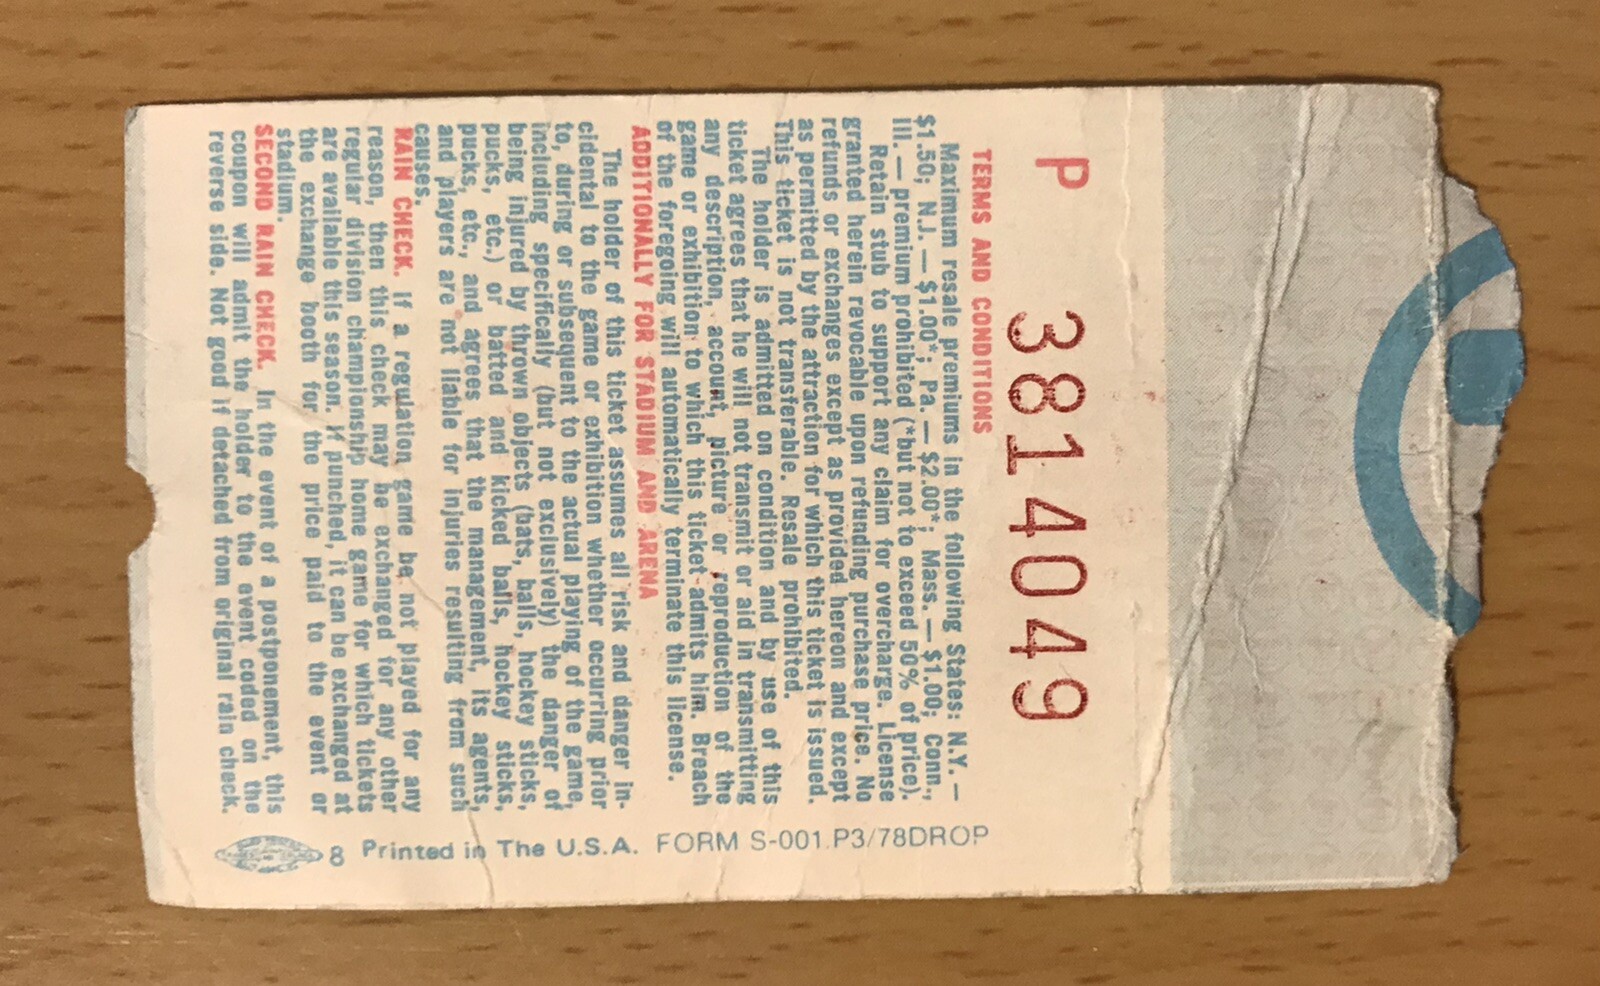 P 3814049
TERMS AND CONDITIONS
Maximum resale premiums in the following States: N.Y. —
$1.50; N.J. — $1.00*; Pa. — $2.00*; Mass. — $1.00; Conn.,
Ill. — premium prohibited (*but not to exceed 50% of price).
Retain stub to support any claim for overcharge. License
granted herein revocable upon refunding purchase price. No
refunds or exchanges except as provided hereon and except
as permitted by the attraction for which this ticket is issued.
This ticket is not transferable. Resale prohibited.
The holder is admitted on condition and by use of this
ticket agrees that he will not transmit or aid in transmitting
any description, account, picture or reproduction of the
game or exhibition to which this ticket admits him. Breach
of the foregoing will automatically terminate this license.
ADDITIONALLY FOR STADIUM AND ARENA
The holder of this ticket assumes all risk and danger in-
cidental to the game or exhibition whether occurring prior
to, during or subsequent to the actual playing of the game,
including specifically (but not exclusively) the danger of
being injured by thrown objects (bats, balls, hockey sticks,
pucks, etc.) or batted and kicked balls, hockey sticks,
pucks, etc., and agrees that the management, its agents,
and players are not liable for injuries resulting from such
causes.
RAIN CHECK. If a regulation game be not played for any
reason, then this check may be exchanged for any other
regular division championship home game for which tickets
are available this season. If punched, it can be exchanged at
the exchange booth for the price paid to the event or
stadium.
SECOND RAIN CHECK. In the event of a postponement, this
coupon will admit the holder to the event coded on the
reverse side. Not good if detached from original rain check.
8 Printed in The U.S.A. FORM S-001 P3/78DROP